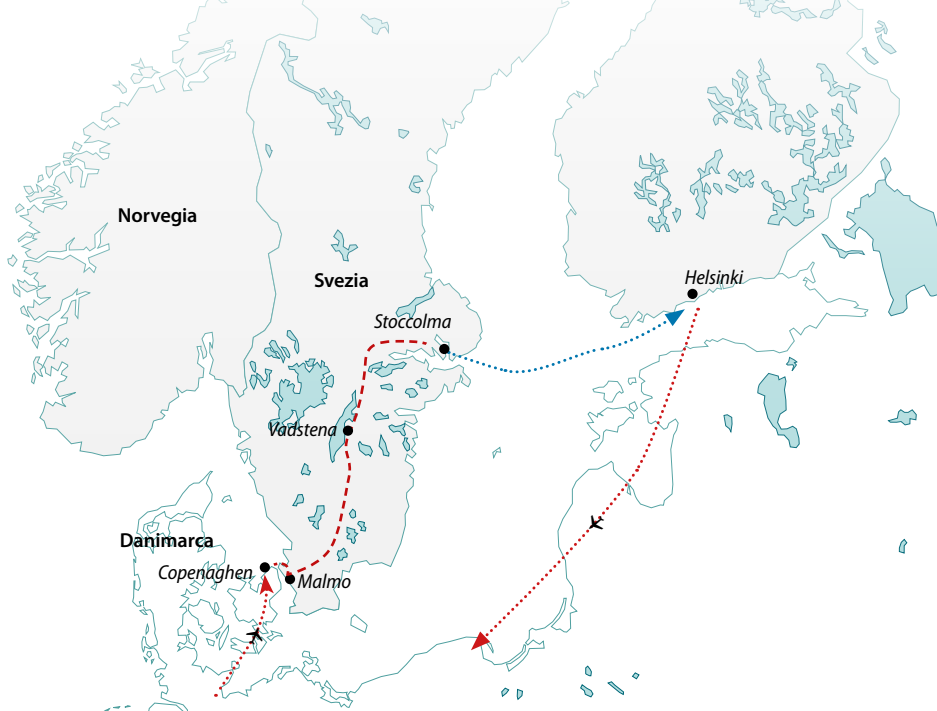 Norvegia
Svezia
Helsinki
Stoccolma
Vadstena
Danimarca
Copenaghen
Malmo